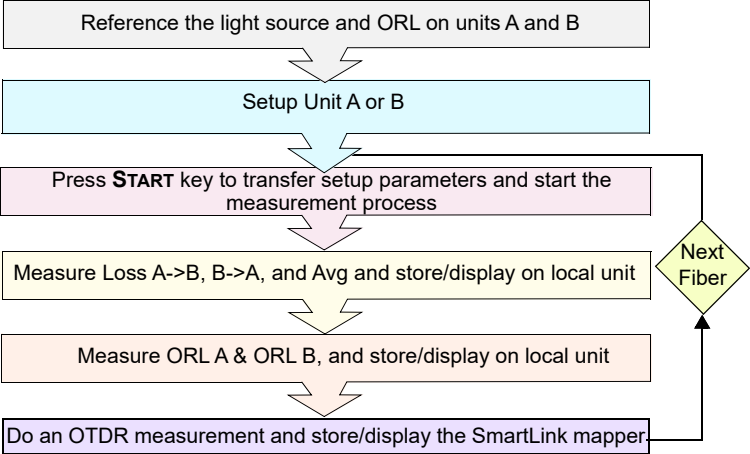 Reference the light source and ORL on units A and B
Setup Unit A or B
Press START key to transfer setup parameters and start the
measurement process
Measure Loss A->B, B->A, and Avg and store/display on local unit
Next
Fiber
Measure ORL A & ORL B, and store/display on local unit
Do an OTDR measurement and store/display the SmartLink mapper.